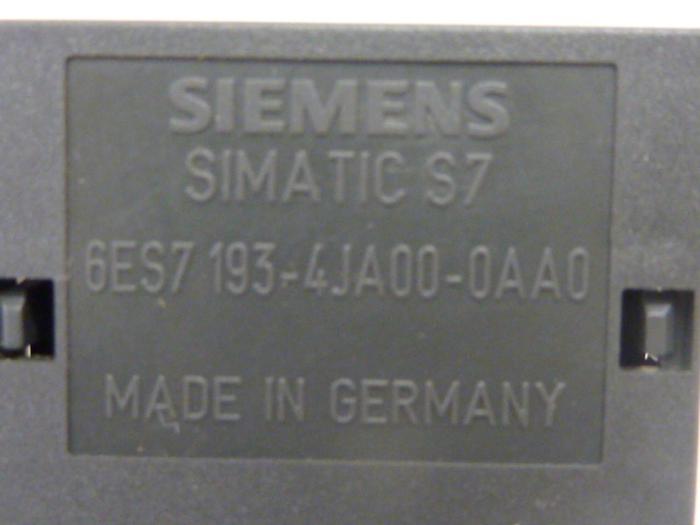 SIEMENS
SIMATIC S7
6ES7 193-4JA00-0AA0
MADE IN GERMANY